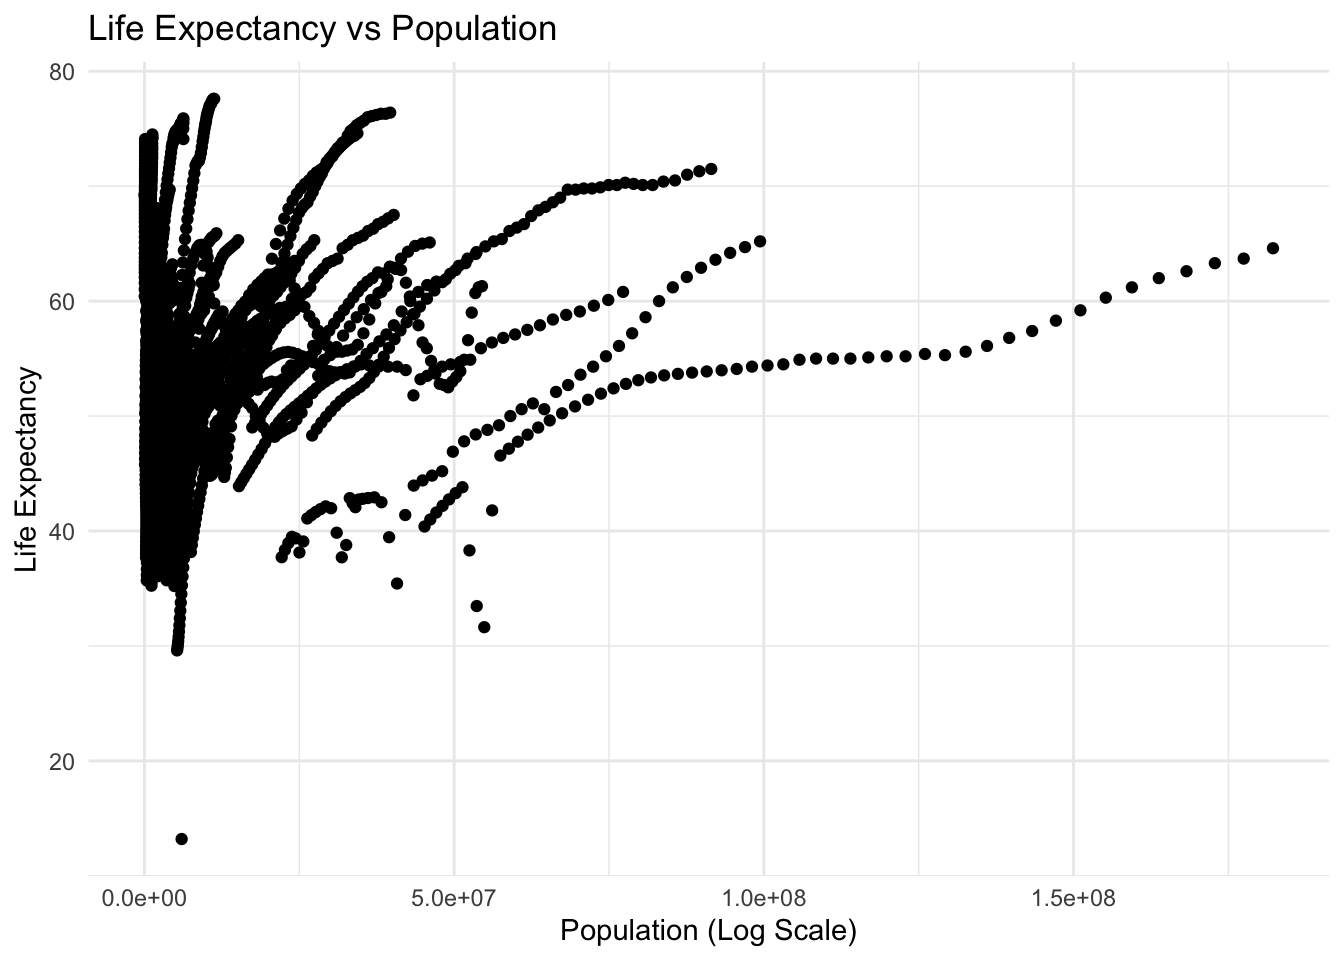 Life Expectancy vs Population
80
60
40
20
Life Expectancy
0.0e+00 5.0e+07 1.0e+08 1.5e+08
Population (Log Scale)